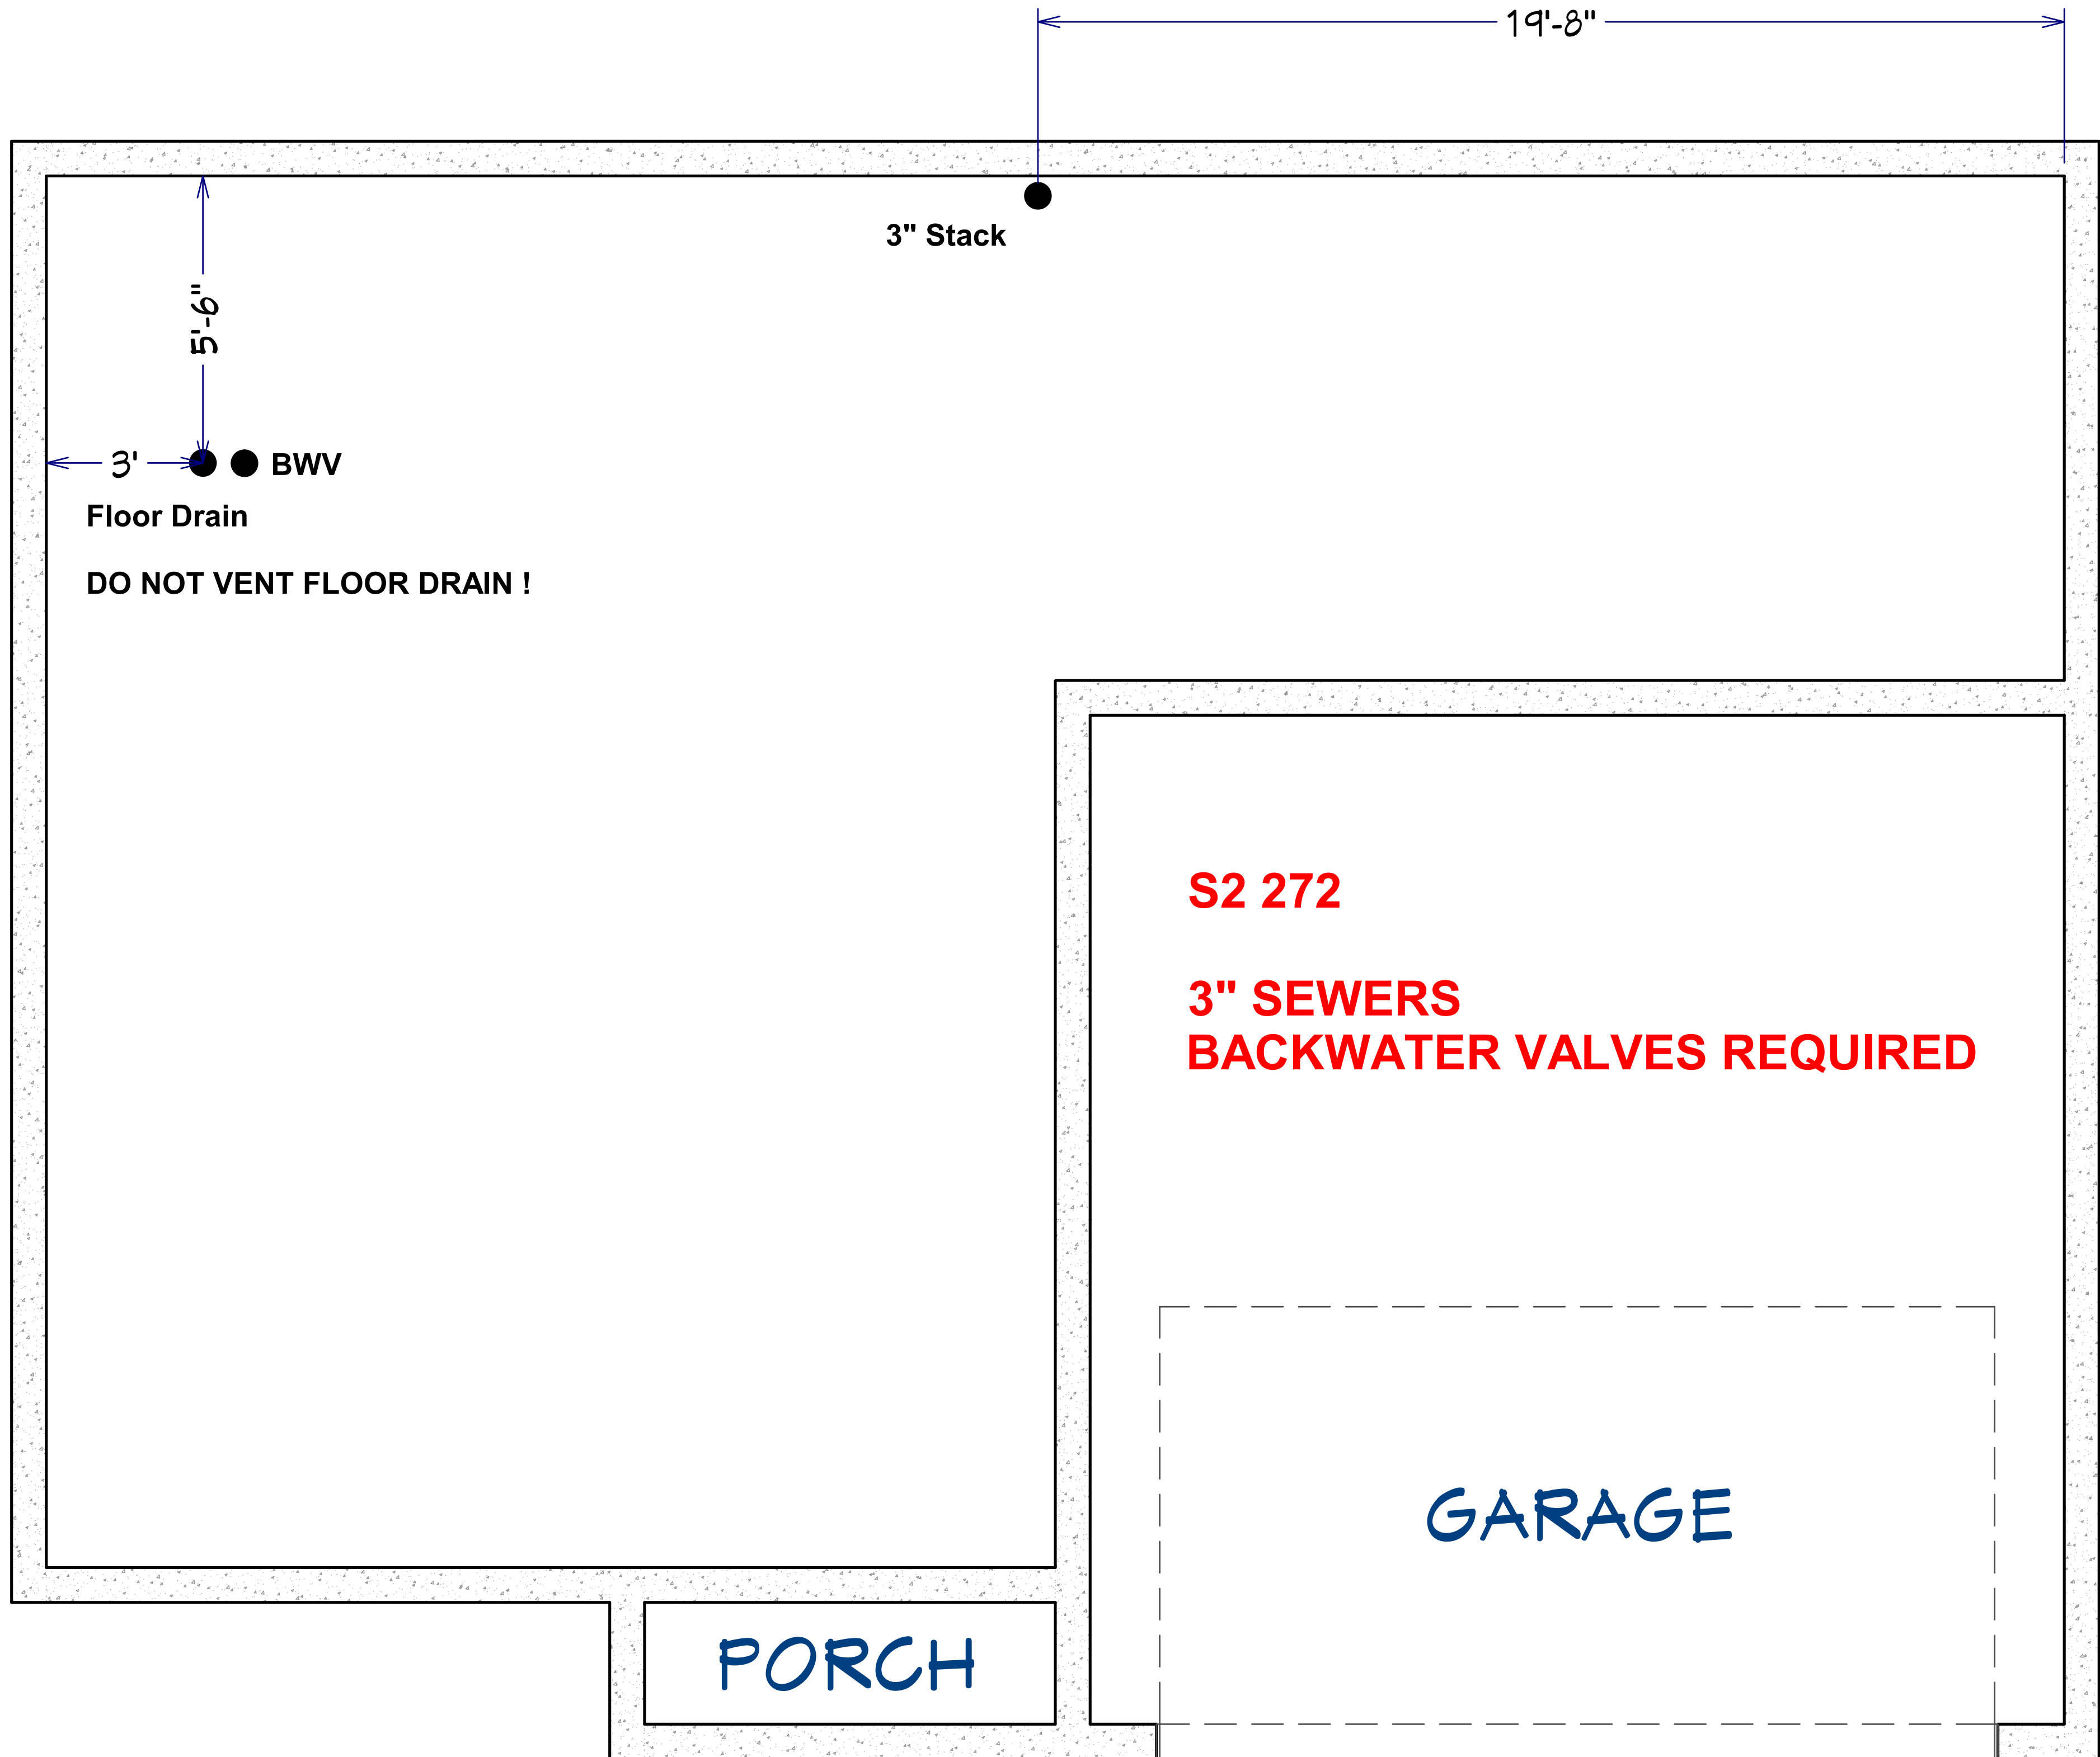 19'-8"
3" Stack
5'-6"
3'
BWV
Floor Drain
DO NOT VENT FLOOR DRAIN !
S2 272
3" SEWERS
BACKWATER VALVES REQUIRED
GARAGE
PORCH